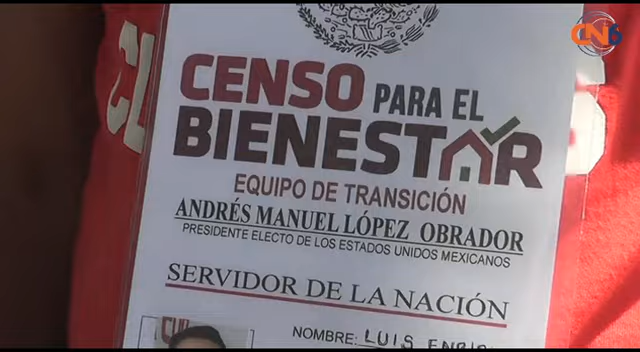 CN6
CENSO PARA EL
BIENESTAR
EQUIPO DE TRANSICIÓN
ANDRÉS MANUEL LÓPEZ OBRADOR
PRESIDENTE ELECTO DE LOS ESTADOS UNIDOS MEXICANOS
SERVIDOR DE LA NACIÓN
NOMBRE: LUIS